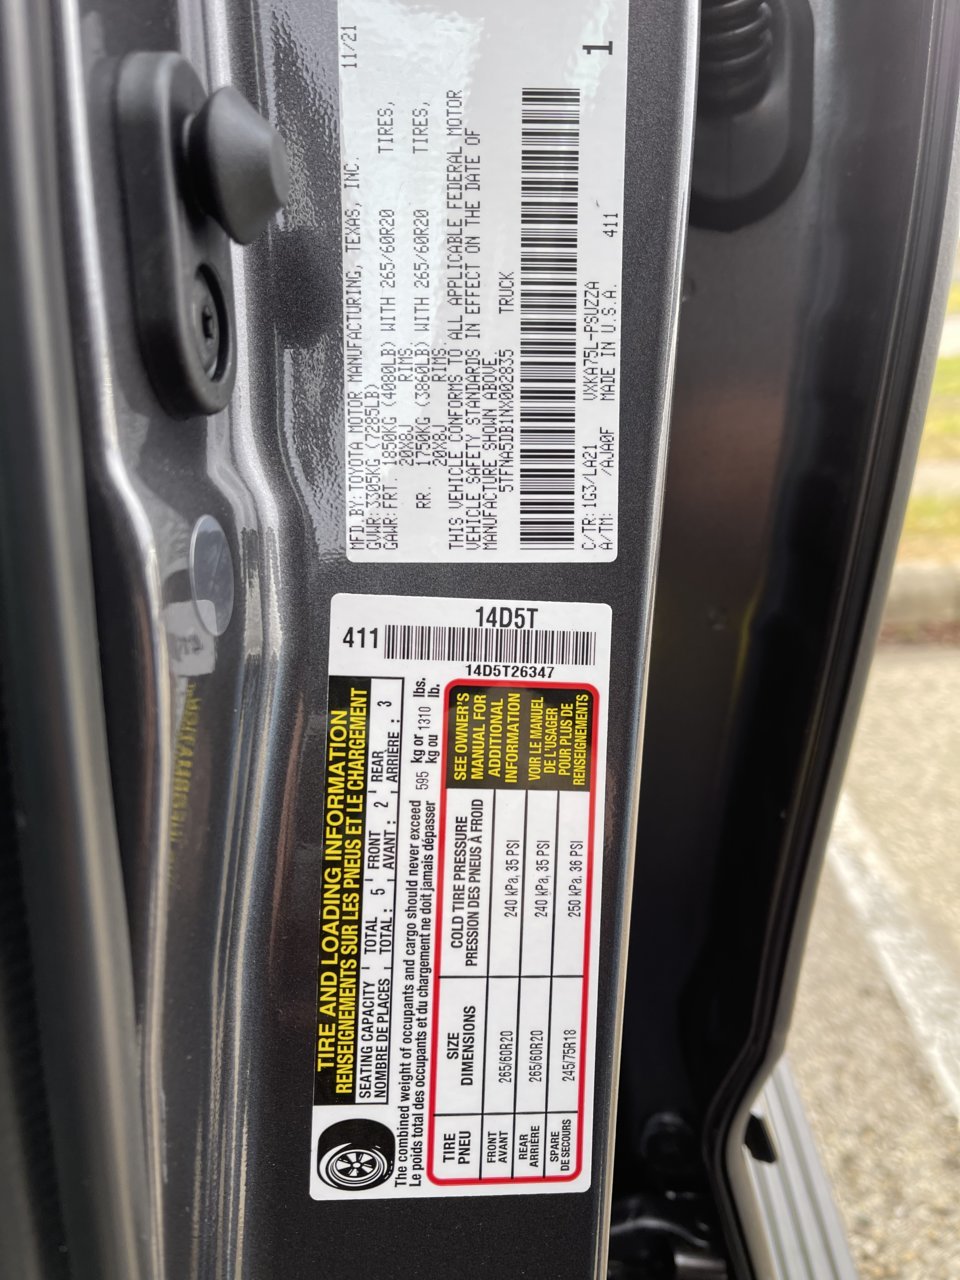 11/21
MFD.BY:TOYOTA MOTOR MANUFACTURING, TEXAS, INC.
GVWR:3305KG (7285LB)
GAWR:FRT. 1850KG (4080LB) WITH 265/60R20 TIRES,
20X8J RIMS
RR. 1750KG (3860LB) WITH 265/60R20 TIRES,
20X8J RIMS
THIS VEHICLE CONFORMS TO ALL APPLICABLE FEDERAL MOTOR
VEHICLE SAFETY STANDARDS IN EFFECT ON THE DATE OF
MANUFACTURE SHOWN ABOVE.
5TFNA5DB1NX002835 TRUCK
1
C/TR:1G3/LA21 VXKA75L-PSUZZA
A/TM: /AJA0F MADE IN U.S.A. 411
14D5T
411
14D5T26347
TIRE AND LOADING INFORMATION
RENSEIGNEMENTS SUR LES PNEUS ET LE CHARGEMENT
SEATING CAPACITY TOTAL FRONT REAR
NOMBRE DE PLACES TOTAL : 5 AVANT : 2 ARRIÈRE : 3
The combined weight of occupants and cargo should never exceed 595 kg or 1310 lbs.
Le poids total des occupants et du chargement ne doit jamais dépasser kg ou lb.
TIRE SIZE COLD TIRE PRESSURE
PNEU DIMENSIONS PRESSION DES PNEUS À FROID
FRONT
AVANT 265/60R20 240 kPa, 35 PSI
REAR
ARRIÈRE 265/60R20 240 kPa, 35 PSI
SPARE
DE SECOURS 245/75R18 250 kPa, 36 PSI
SEE OWNER'S
MANUAL FOR
ADDITIONAL
INFORMATION
VOIR LE MANUEL
DE L'USAGER
POUR PLUS DE
RENSEIGNEMENTS